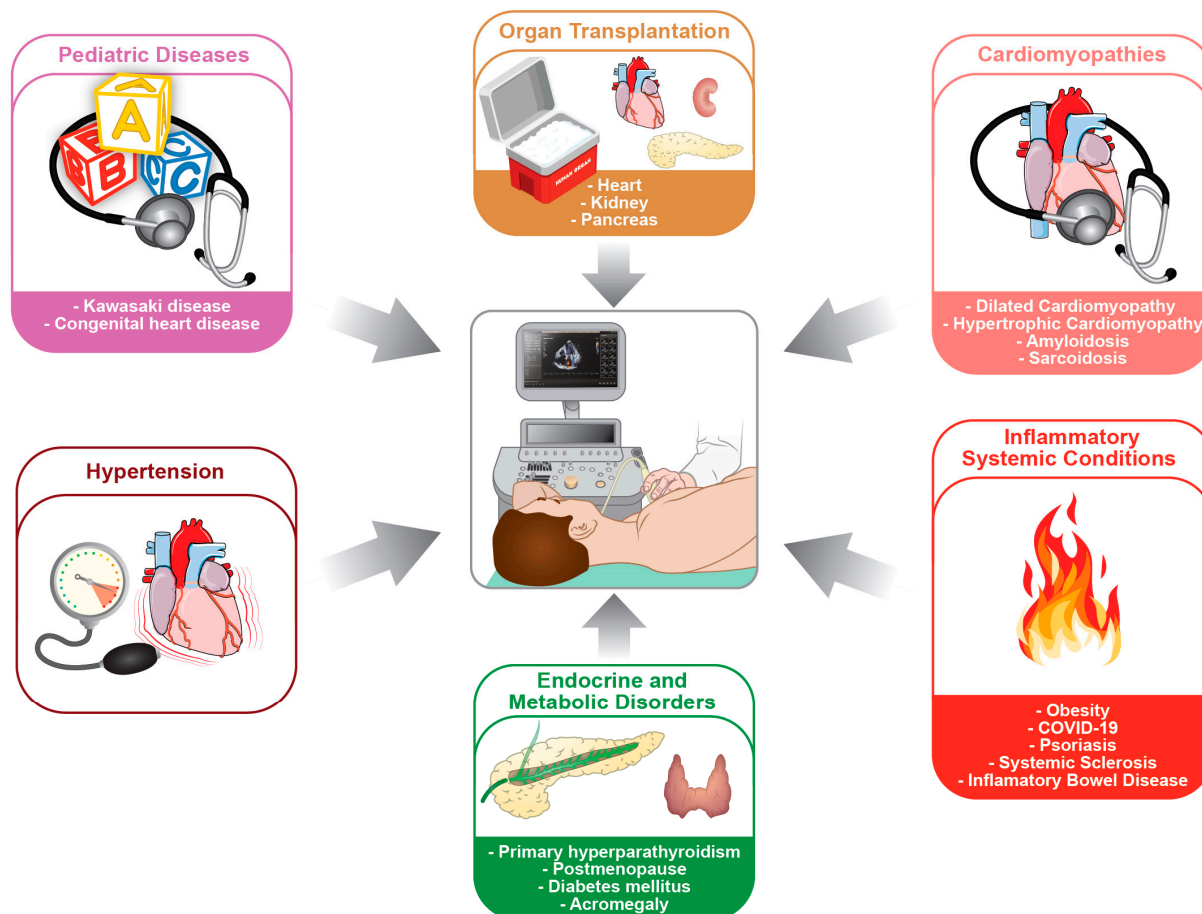 Pediatric Diseases
A
B
B
B
C
C
- Kawasaki disease
- Congenital heart disease
Organ Transplantation
HUMAN ORGAN
- Heart
- Kidney
- Pancreas
Cardiomyopathies
- Dilated Cardiomyopathy
- Hypertrophic Cardiomyopathy
- Amyloidosis
- Sarcoidosis
Hypertension
Inflammatory
Systemic Conditions
- Obesity
- COVID-19
- Psoriasis
- Systemic Sclerosis
- Inflamatory Bowel Disease
Endocrine and
Metabolic Disorders
- Primary hyperparathyroidism
- Postmenopause
- Diabetes mellitus
- Acromegaly